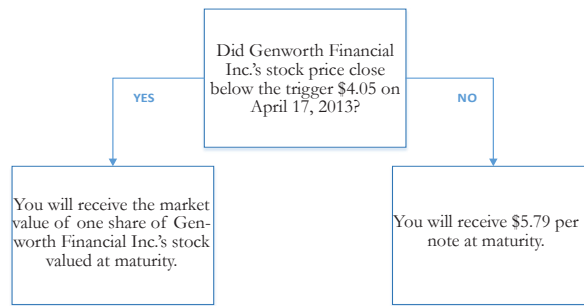 Did Genworth Financial
Inc.'s stock price close
below the trigger $4.05 on
April 17, 2013?
YES
NO
You will receive the market
value of one share of Gen-
worth Financial Inc.'s stock
valued at maturity.
You will receive $5.79 per
note at maturity.